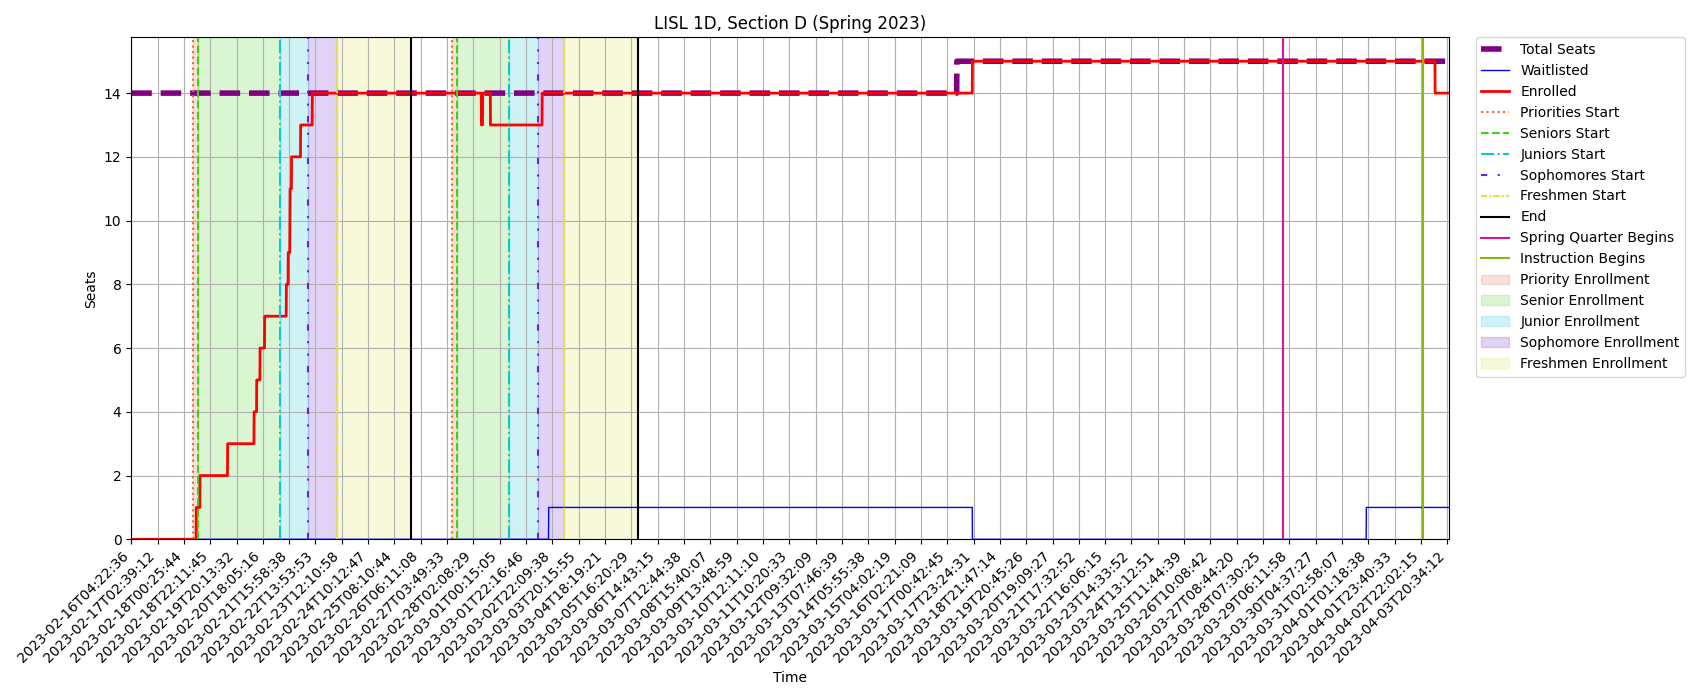 LISL 1D, Section D (Spring 2023)
Seats
14
12
10
8
6
4
2
0
2023-02-16T04:22:36
2023-02-17T02:39:12
2023-02-18T00:25:44
2023-02-18T22:11:45
2023-02-19T20:13:32
2023-02-20T18:05:16
2023-02-21T15:58:38
2023-02-22T13:53:53
2023-02-23T12:10:58
2023-02-24T10:12:47
2023-02-25T08:10:44
2023-02-26T06:11:08
2023-02-27T03:49:33
2023-02-28T02:08:29
2023-03-01T00:15:05
2023-03-01T22:16:46
2023-03-02T22:09:38
2023-03-03T20:15:55
2023-03-04T18:19:21
2023-03-05T16:20:29
2023-03-06T14:43:15
2023-03-07T12:44:38
2023-03-08T15:40:07
2023-03-09T13:48:59
2023-03-10T12:11:10
2023-03-11T10:20:33
2023-03-12T09:32:09
2023-03-13T07:46:39
2023-03-14T05:55:38
2023-03-15T04:02:19
2023-03-16T02:21:09
2023-03-17T00:42:45
2023-03-17T23:24:31
2023-03-18T21:47:14
2023-03-19T20:45:26
2023-03-20T19:09:27
2023-03-21T17:32:52
2023-03-22T16:06:15
2023-03-23T14:33:52
2023-03-24T13:12:51
2023-03-25T11:44:39
2023-03-26T10:08:42
2023-03-27T08:44:20
2023-03-28T07:30:25
2023-03-29T06:11:58
2023-03-30T04:37:27
2023-03-31T02:58:07
2023-04-01T01:18:38
2023-04-01T23:40:33
2023-04-02T22:02:15
2023-04-03T20:34:12
Time
Total Seats
Waitlisted
Enrolled
Priorities Start
Seniors Start
Juniors Start
Sophomores Start
Freshmen Start
End
Spring Quarter Begins
Instruction Begins
Priority Enrollment
Senior Enrollment
Junior Enrollment
Sophomore Enrollment
Freshmen Enrollment